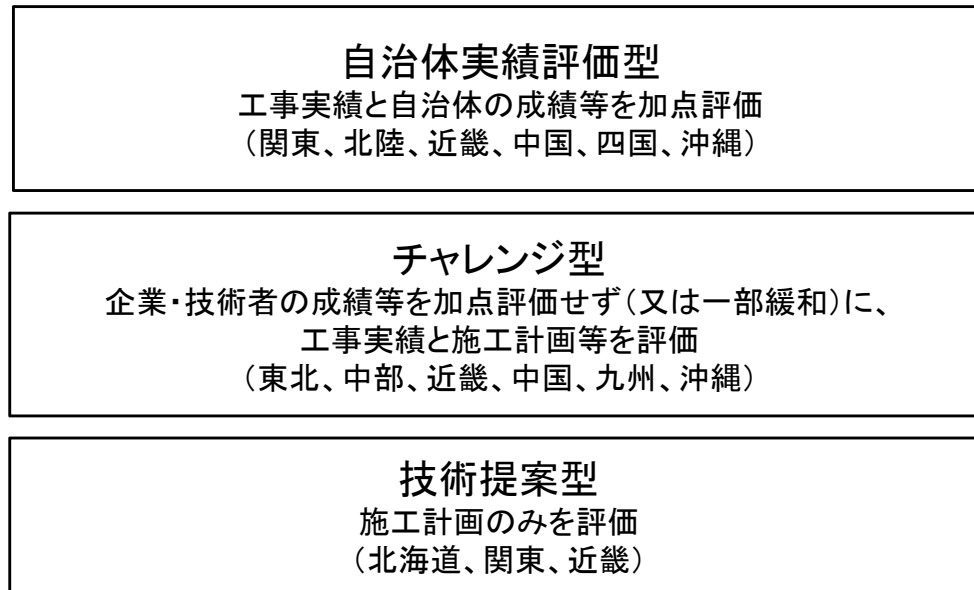 自治体実績評価型
工事実績と自治体の成績等を加点評価
（関東、北陸、近畿、中国、四国、沖縄）
チャレンジ型
企業・技術者の成績等を加点評価せず（又は一部緩和）に、
工事実績と施工計画等を評価
（東北、中部、近畿、中国、九州、沖縄）
技術提案型
施工計画のみを評価
（北海道、関東、近畿）